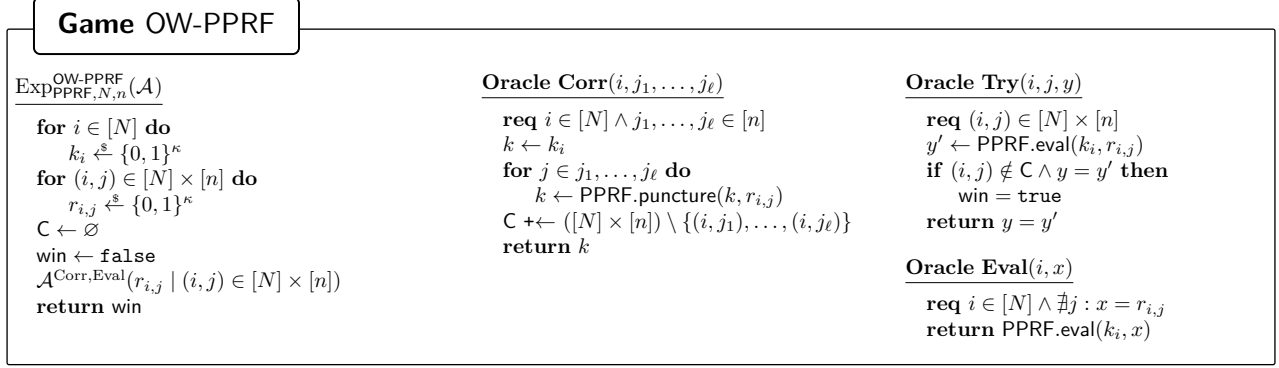 Game OW-PPRF
Exp^{OW-PPRF}_{PPRF,N,n}(𝒜)
for i ∈ [N] do
k_i ←$ {0, 1}^κ
for (i, j) ∈ [N] × [n] do
r_{i,j} ←$ {0, 1}^κ
C ← ∅
win ← false
𝒜^{Corr,Eval}(r_{i,j} | (i, j) ∈ [N] × [n])
return win
Oracle Corr(i, j_1, . . . , j_ℓ)
req i ∈ [N] ∧ j_1, . . . , j_ℓ ∈ [n]
k ← k_i
for j ∈ j_1, . . . , j_ℓ do
k ← PPRF.puncture(k, r_{i,j})
C +← ([N] × [n]) \ {(i, j_1), . . . , (i, j_ℓ)}
return k
Oracle Try(i, j, y)
req (i, j) ∈ [N] × [n]
y′ ← PPRF.eval(k_i, r_{i,j})
if (i, j) ∉ C ∧ y = y′ then
win = true
return y = y′
Oracle Eval(i, x)
req i ∈ [N] ∧ ∄j : x = r_{i,j}
return PPRF.eval(k_i, x)